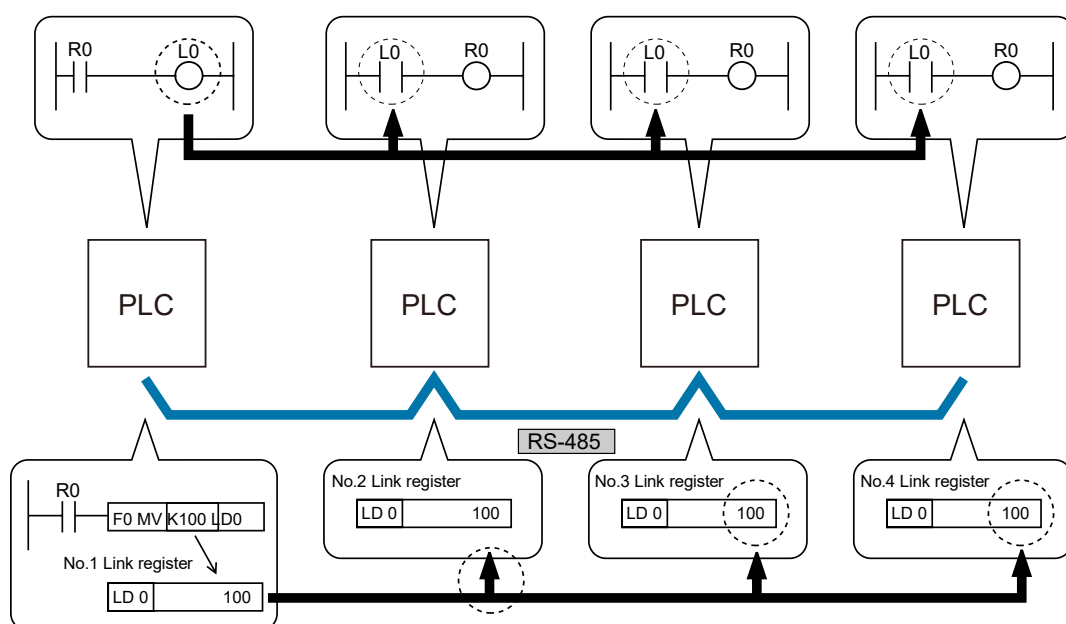 R0 L0
L0 R0
L0 R0
L0 R0
PLC
PLC
PLC
PLC
RS-485
R0
F0 MV K100 LD0
No.1 Link register
LD 0 100
No.2 Link register
LD 0 100
No.3 Link register
LD 0 100
No.4 Link register
LD 0 100